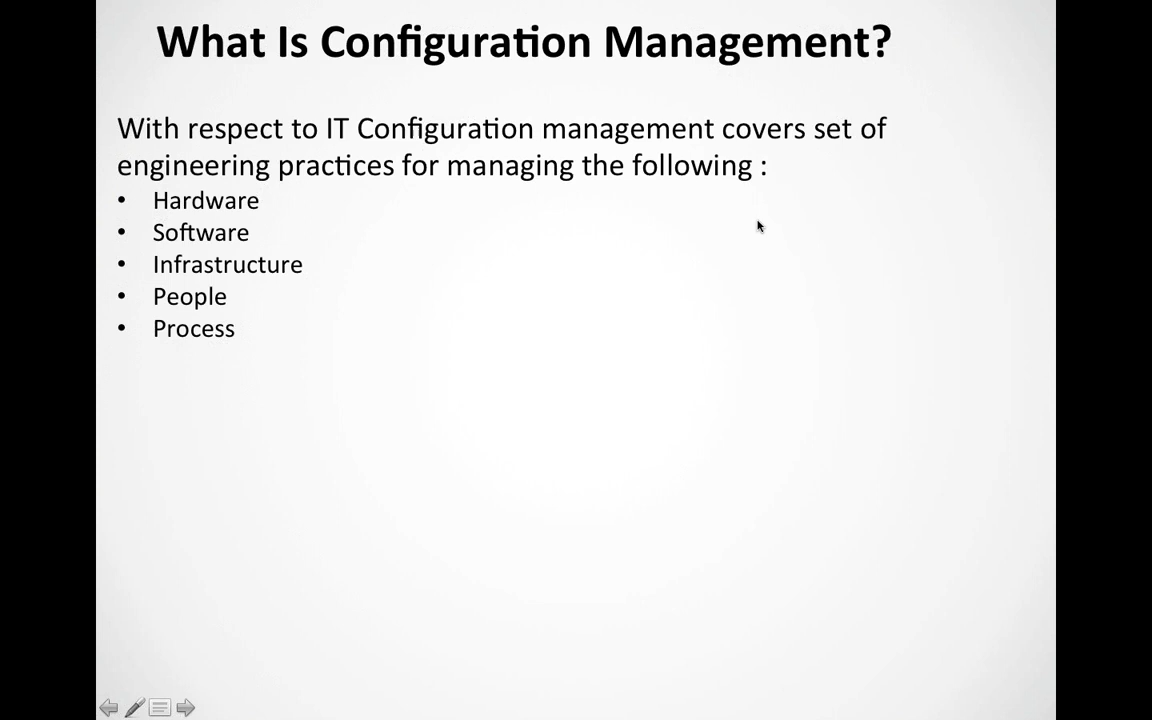 What Is Configuration Management?
With respect to IT Configuration management covers set of
engineering practices for managing the following :
• Hardware
• Software
• Infrastructure
• People
• Process